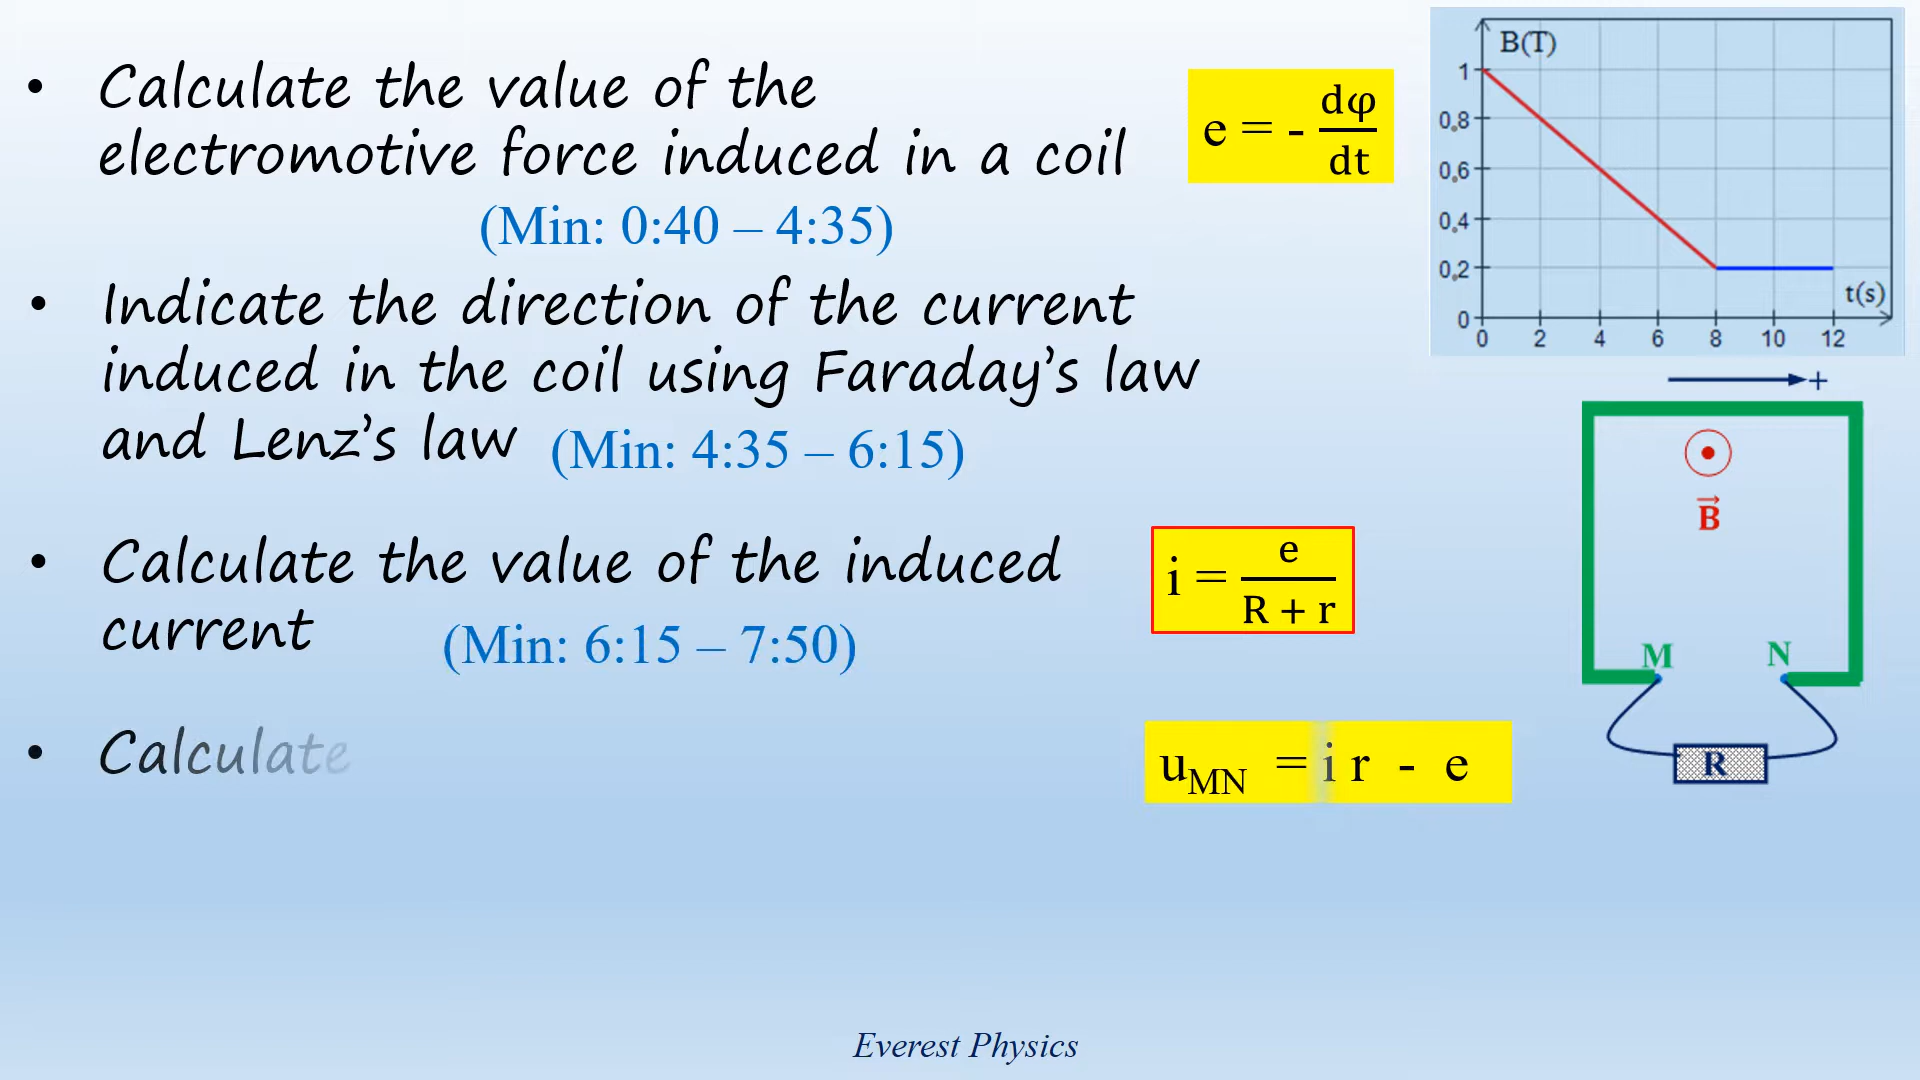 • Calculate the value of the
electromotive force induced in a coil
(Min: 0:40 – 4:35)
e = - dφ/dt
• Indicate the direction of the current
induced in the coil using Faraday’s law
and Lenz’s law (Min: 4:35 – 6:15)
• Calculate the value of the induced
current (Min: 6:15 – 7:50)
i = e/(R + r)
• Calculate
u_MN = i r - e
B(T)
1
0,8
0,6
0,4
0,2
0
t(s)
0 2 4 6 8 10 12
+
B⃗
M N
R
Everest Physics